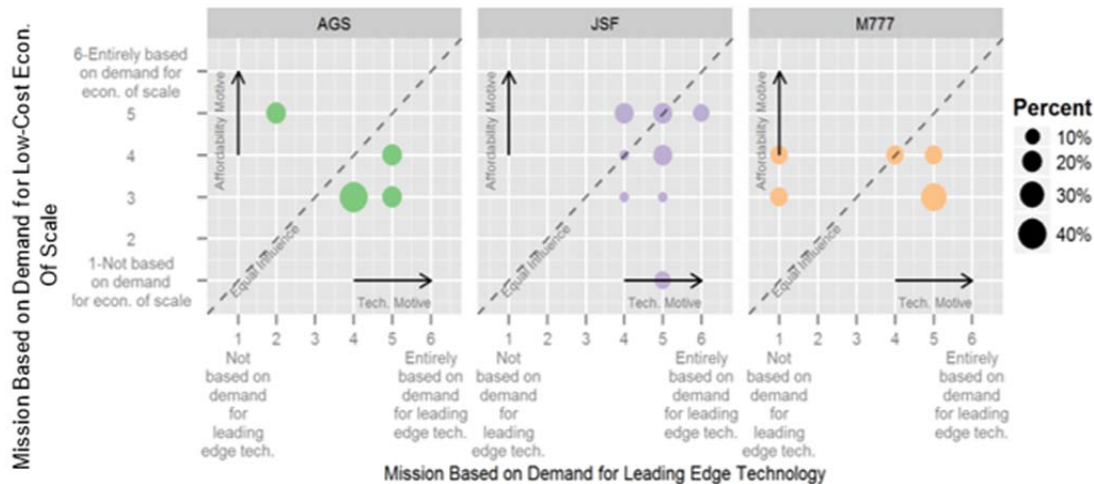 AGS
JSF
M777
Mission Based on Demand for Low-Cost Econ.
Of Scale
6-Entirely based
on demand for
econ. of scale
5
4
3
2
1-Not based
on demand
for econ. of scale
Affordability Motive
Equal Influence
Tech. Motive
Affordability Motive
Equal Influence
Tech. Motive
Affordability Motive
Equal Influence
Tech. Motive
Percent
10%
20%
30%
40%
1 2 3 4 5 6
Not
based on
demand
for
leading
edge tech.
Entirely
based on
demand
for leading
edge tech.
1 2 3 4 5 6
Not
based on
demand
for
leading
edge tech.
Entirely
based on
demand
for leading
edge tech.
1 2 3 4 5 6
Not
based on
demand
for
leading
edge tech.
Entirely
based on
demand
for leading
edge tech.
Mission Based on Demand for Leading Edge Technology